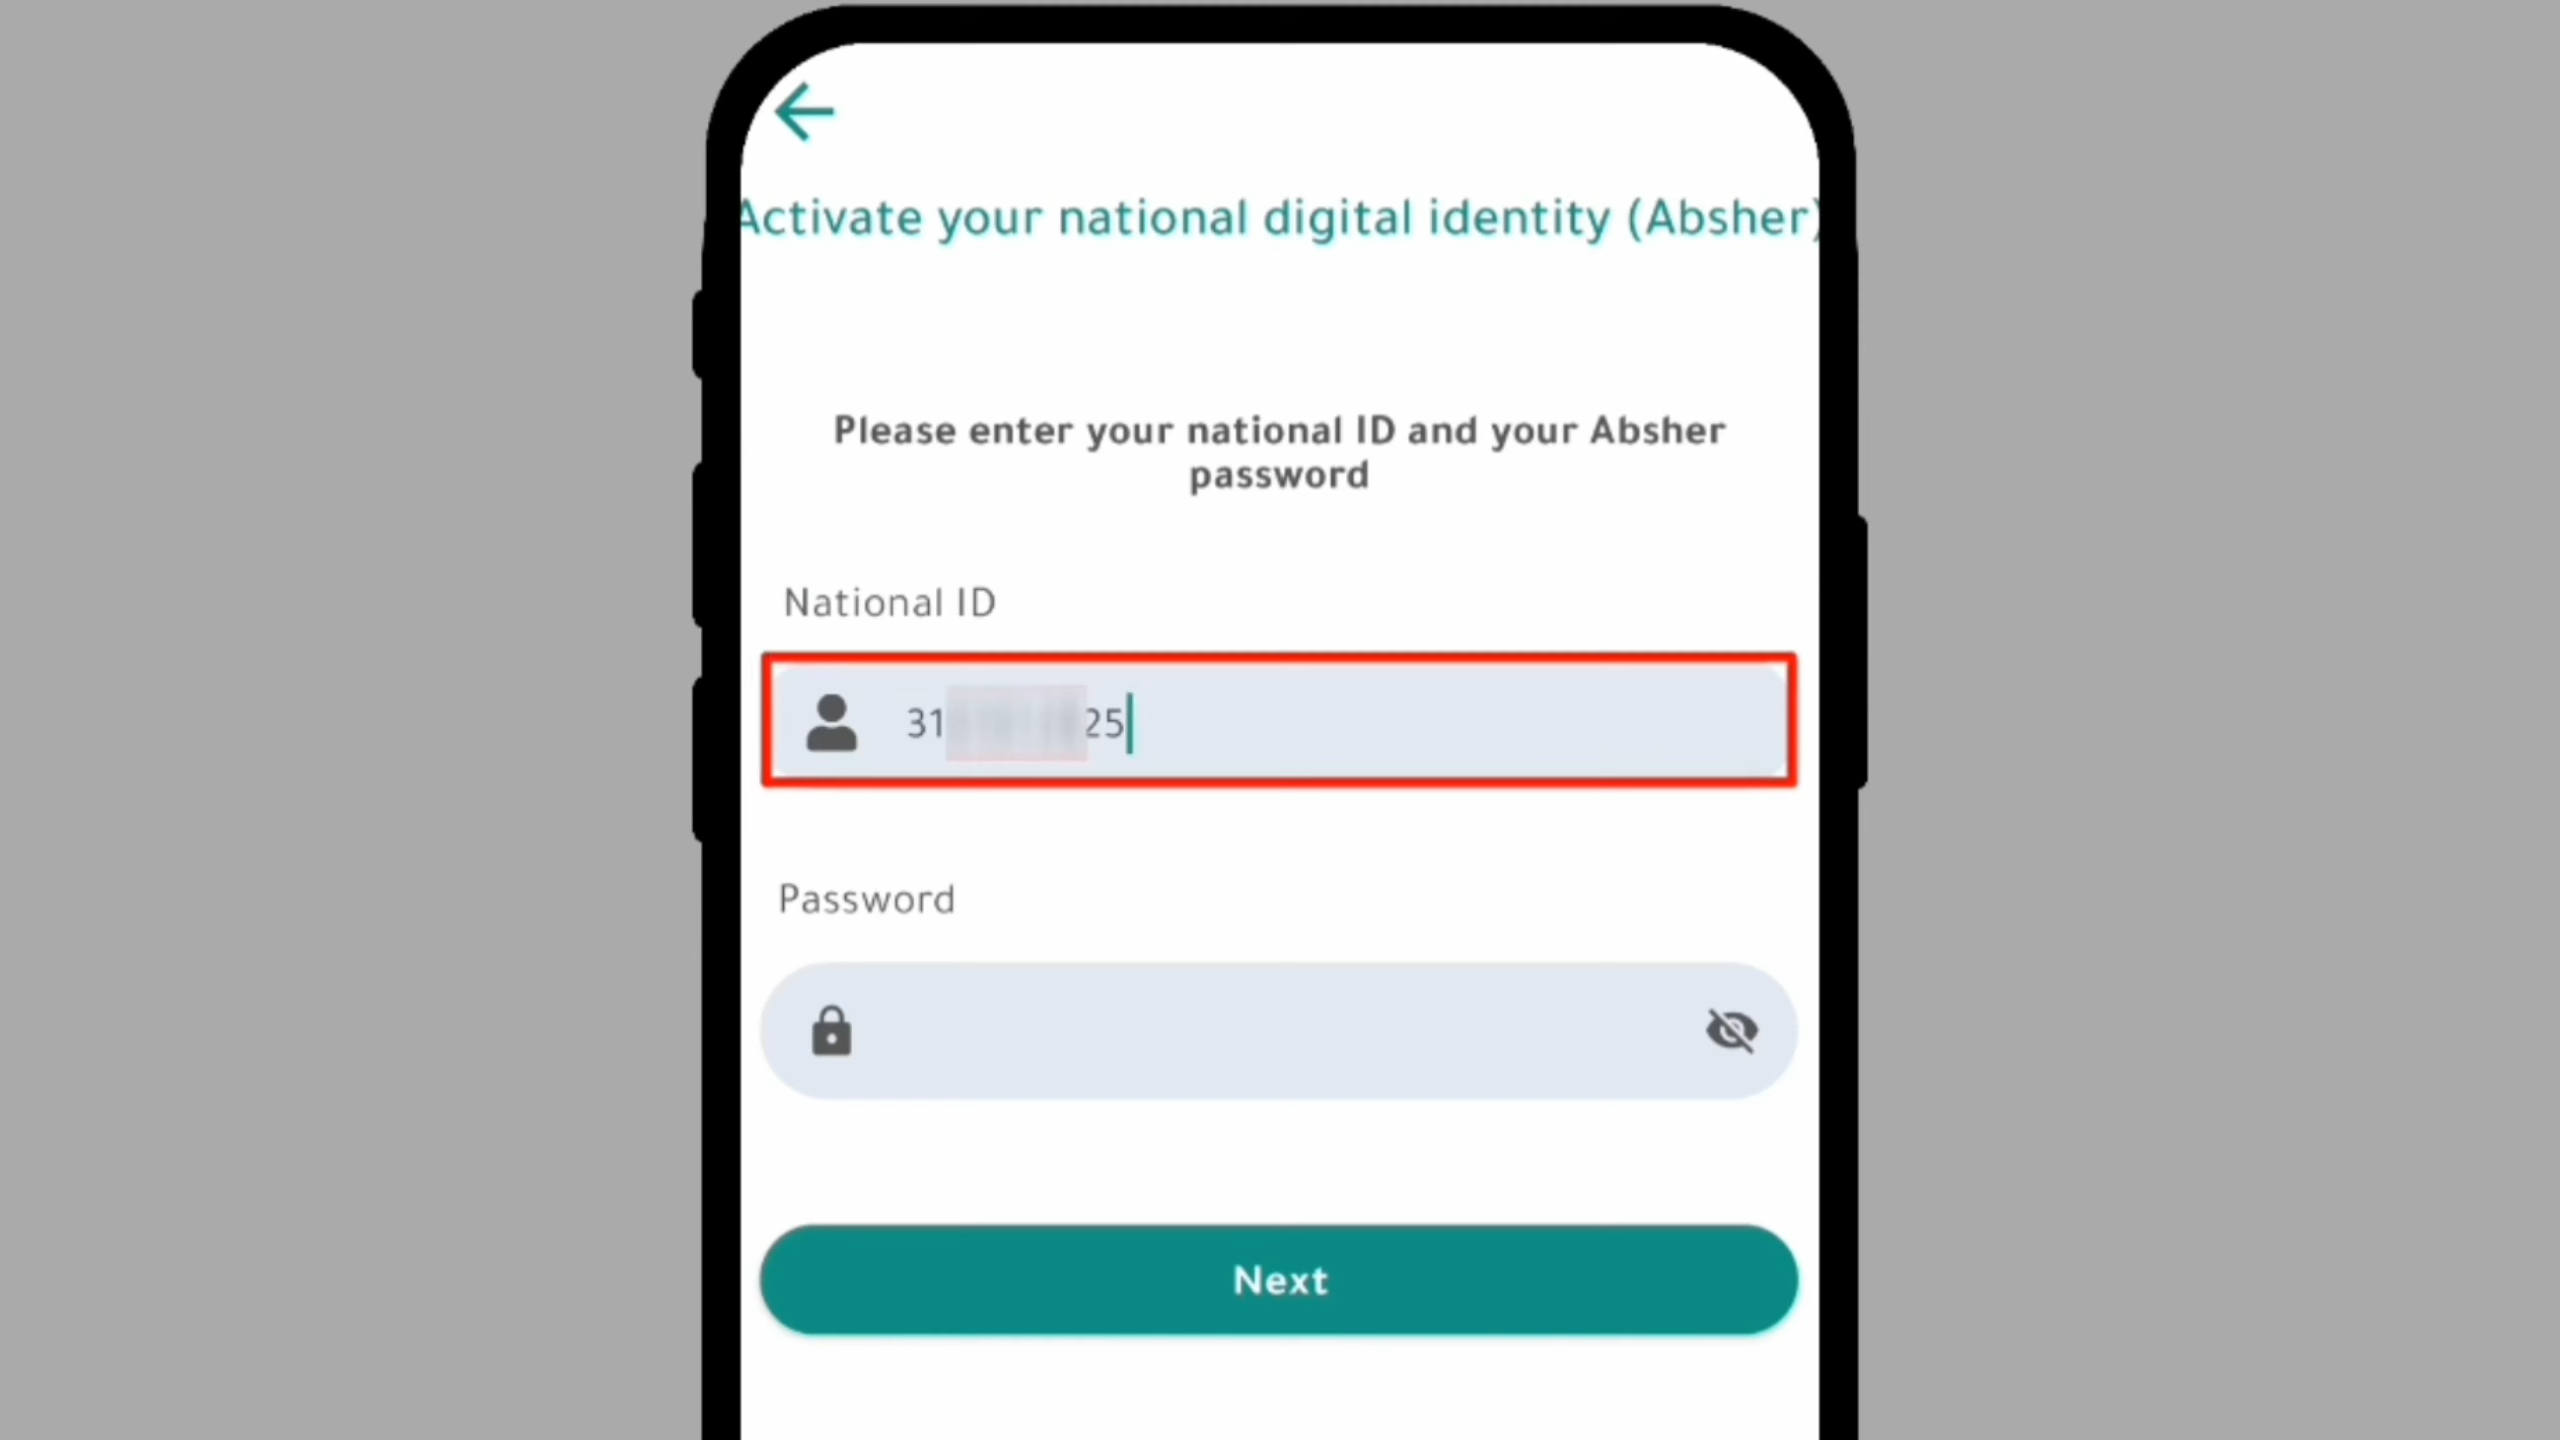 Activate your national digital identity (Absher)
Please enter your national ID and your Absher
password
National ID
31 25
Password
Next